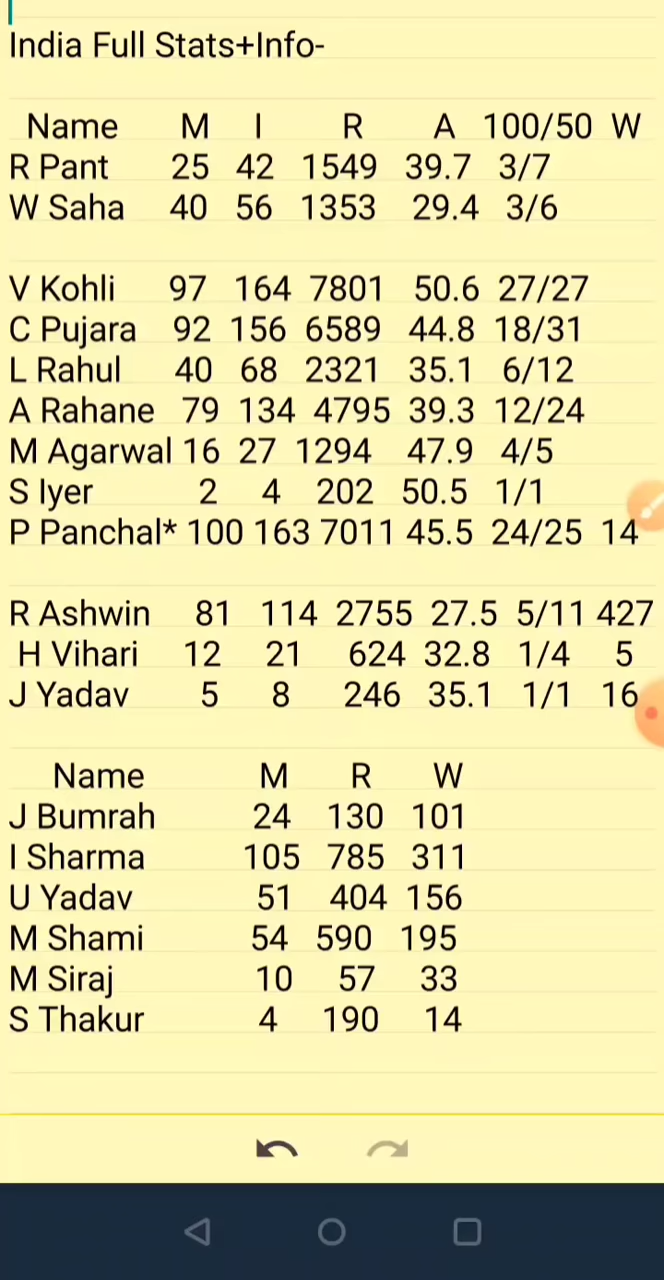 India Full Stats+Info-
Name M I R A 100/50 W
R Pant 25 42 1549 39.7 3/7
W Saha 40 56 1353 29.4 3/6
V Kohli 97 164 7801 50.6 27/27
C Pujara 92 156 6589 44.8 18/31
L Rahul 40 68 2321 35.1 6/12
A Rahane 79 134 4795 39.3 12/24
M Agarwal 16 27 1294 47.9 4/5
S Iyer 2 4 202 50.5 1/1
P Panchal* 100 163 7011 45.5 24/25 14
R Ashwin 81 114 2755 27.5 5/11 427
H Vihari 12 21 624 32.8 1/4 5
J Yadav 5 8 246 35.1 1/1 16
Name M R W
J Bumrah 24 130 101
I Sharma 105 785 311
U Yadav 51 404 156
M Shami 54 590 195
M Siraj 10 57 33
S Thakur 4 190 14